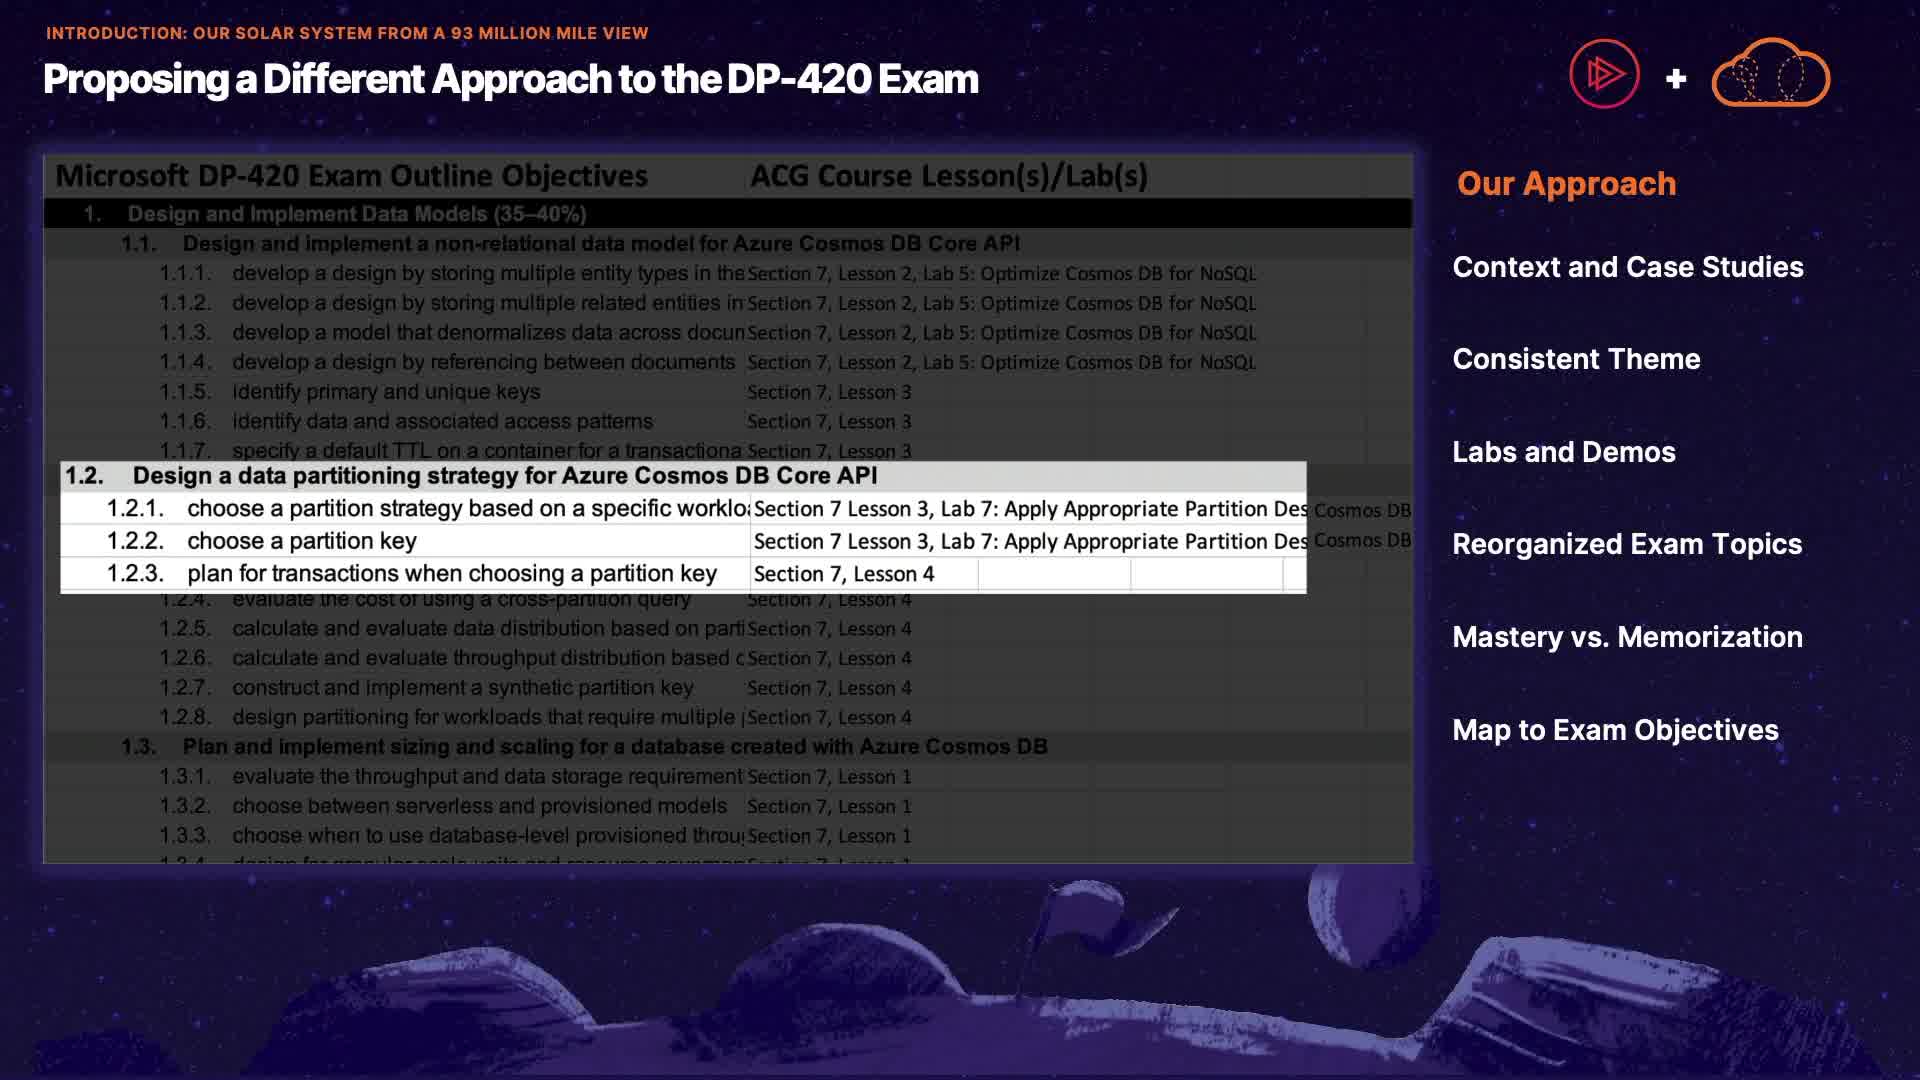 INTRODUCTION: OUR SOLAR SYSTEM FROM A 93 MILLION MILE VIEW
Proposing a Different Approach to the DP-420 Exam
+
Microsoft DP-420 Exam Outline Objectives ACG Course Lesson(s)/Lab(s)
1. Design and Implement Data Models (35–40%)
1.1. Design and implement a non-relational data model for Azure Cosmos DB Core API
1.1.1. develop a design by storing multiple entity types in the Section 7, Lesson 2, Lab 5: Optimize Cosmos DB for NoSQL
1.1.2. develop a design by storing multiple related entities in Section 7, Lesson 2, Lab 5: Optimize Cosmos DB for NoSQL
1.1.3. develop a model that denormalizes data across docun Section 7, Lesson 2, Lab 5: Optimize Cosmos DB for NoSQL
1.1.4. develop a design by referencing between documents Section 7, Lesson 2, Lab 5: Optimize Cosmos DB for NoSQL
1.1.5. identify primary and unique keys Section 7, Lesson 3
1.1.6. identify data and associated access patterns Section 7, Lesson 3
1.1.7. specify a default TTL on a container for a transactiona Section 7, Lesson 3
1.2. Design a data partitioning strategy for Azure Cosmos DB Core API
1.2.1. choose a partition strategy based on a specific workloa Section 7 Lesson 3, Lab 7: Apply Appropriate Partition Des Cosmos DB
1.2.2. choose a partition key Section 7 Lesson 3, Lab 7: Apply Appropriate Partition Des Cosmos DB
1.2.3. plan for transactions when choosing a partition key Section 7, Lesson 4
1.2.4. evaluate the cost of using a cross-partition query Section 7, Lesson 4
1.2.5. calculate and evaluate data distribution based on parti Section 7, Lesson 4
1.2.6. calculate and evaluate throughput distribution based Section 7, Lesson 4
1.2.7. construct and implement a synthetic partition key Section 7, Lesson 4
1.2.8. design partitioning for workloads that require multiple Section 7, Lesson 4
1.3. Plan and implement sizing and scaling for a database created with Azure Cosmos DB
1.3.1. evaluate the throughput and data storage requirement Section 7, Lesson 1
1.3.2. choose between serverless and provisioned models Section 7, Lesson 1
1.3.3. choose when to use database-level provisioned throu Section 7, Lesson 1
Our Approach
Context and Case Studies
Consistent Theme
Labs and Demos
Reorganized Exam Topics
Mastery vs. Memorization
Map to Exam Objectives